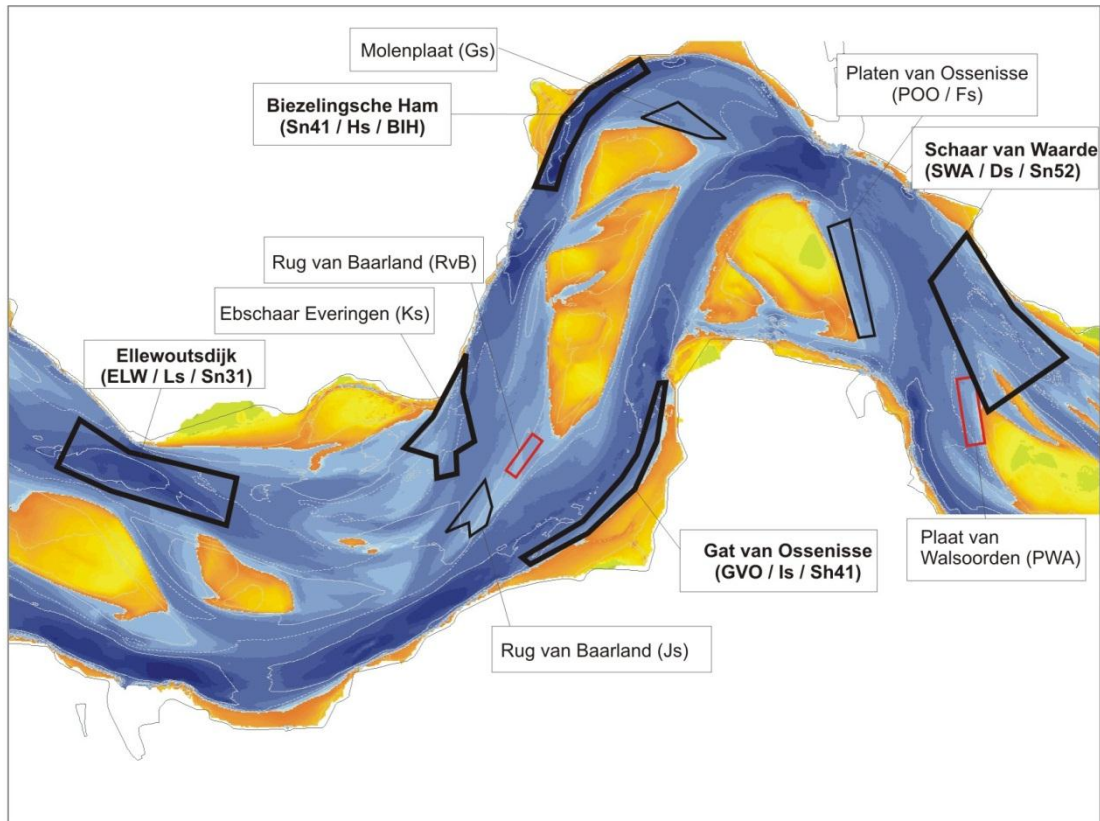 Molenplaat (Gs)
Platen van Ossenisse
(POO / Fs)
Biezelingsche Ham
(Sn41 / Hs / BIH)
Schaar van Waarde
(SWA / Ds / Sn52)
Rug van Baarland (RvB)
Ebschaar Everingen (Ks)
Ellewoutsdijk
(ELW / Ls / Sn31)
Gat van Ossenisse
(GVO / Is / Sh41)
Plaat van
Walsoorden (PWA)
Rug van Baarland (Js)